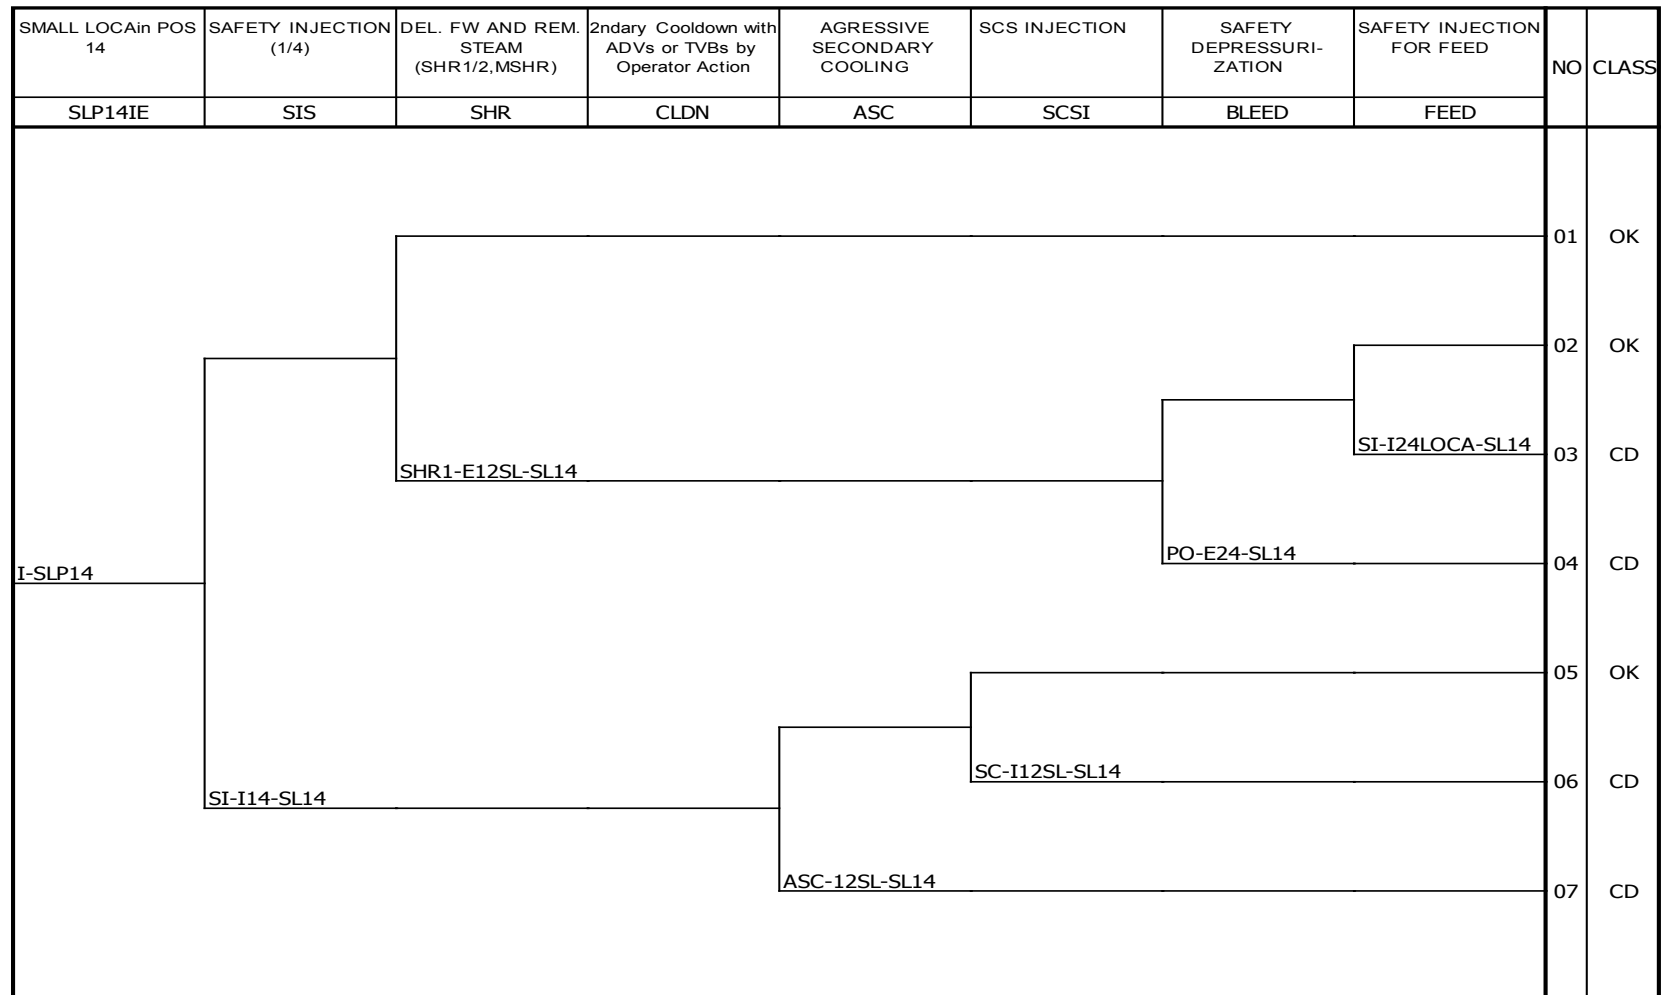 SMALL LOCAin POS
14
SAFETY INJECTION
(1/4)
DEL. FW AND REM.
STEAM
(SHR1/2,MSHR)
2ndary Cooldown with
ADVs or TVBs by
Operator Action
AGRESSIVE
SECONDARY
COOLING
SCS INJECTION
SAFETY
DEPRESSURI-
ZATION
SAFETY INJECTION
FOR FEED
NO CLASS
SLP14IE SIS SHR CLDN ASC SCSI BLEED FEED
01 OK
02 OK
SI-I24LOCA-SL14 03 CD
SHR1-E12SL-SL14
PO-E24-SL14 04 CD
I-SLP14
05 OK
SC-I12SL-SL14 06 CD
SI-I14-SL14
ASC-12SL-SL14 07 CD